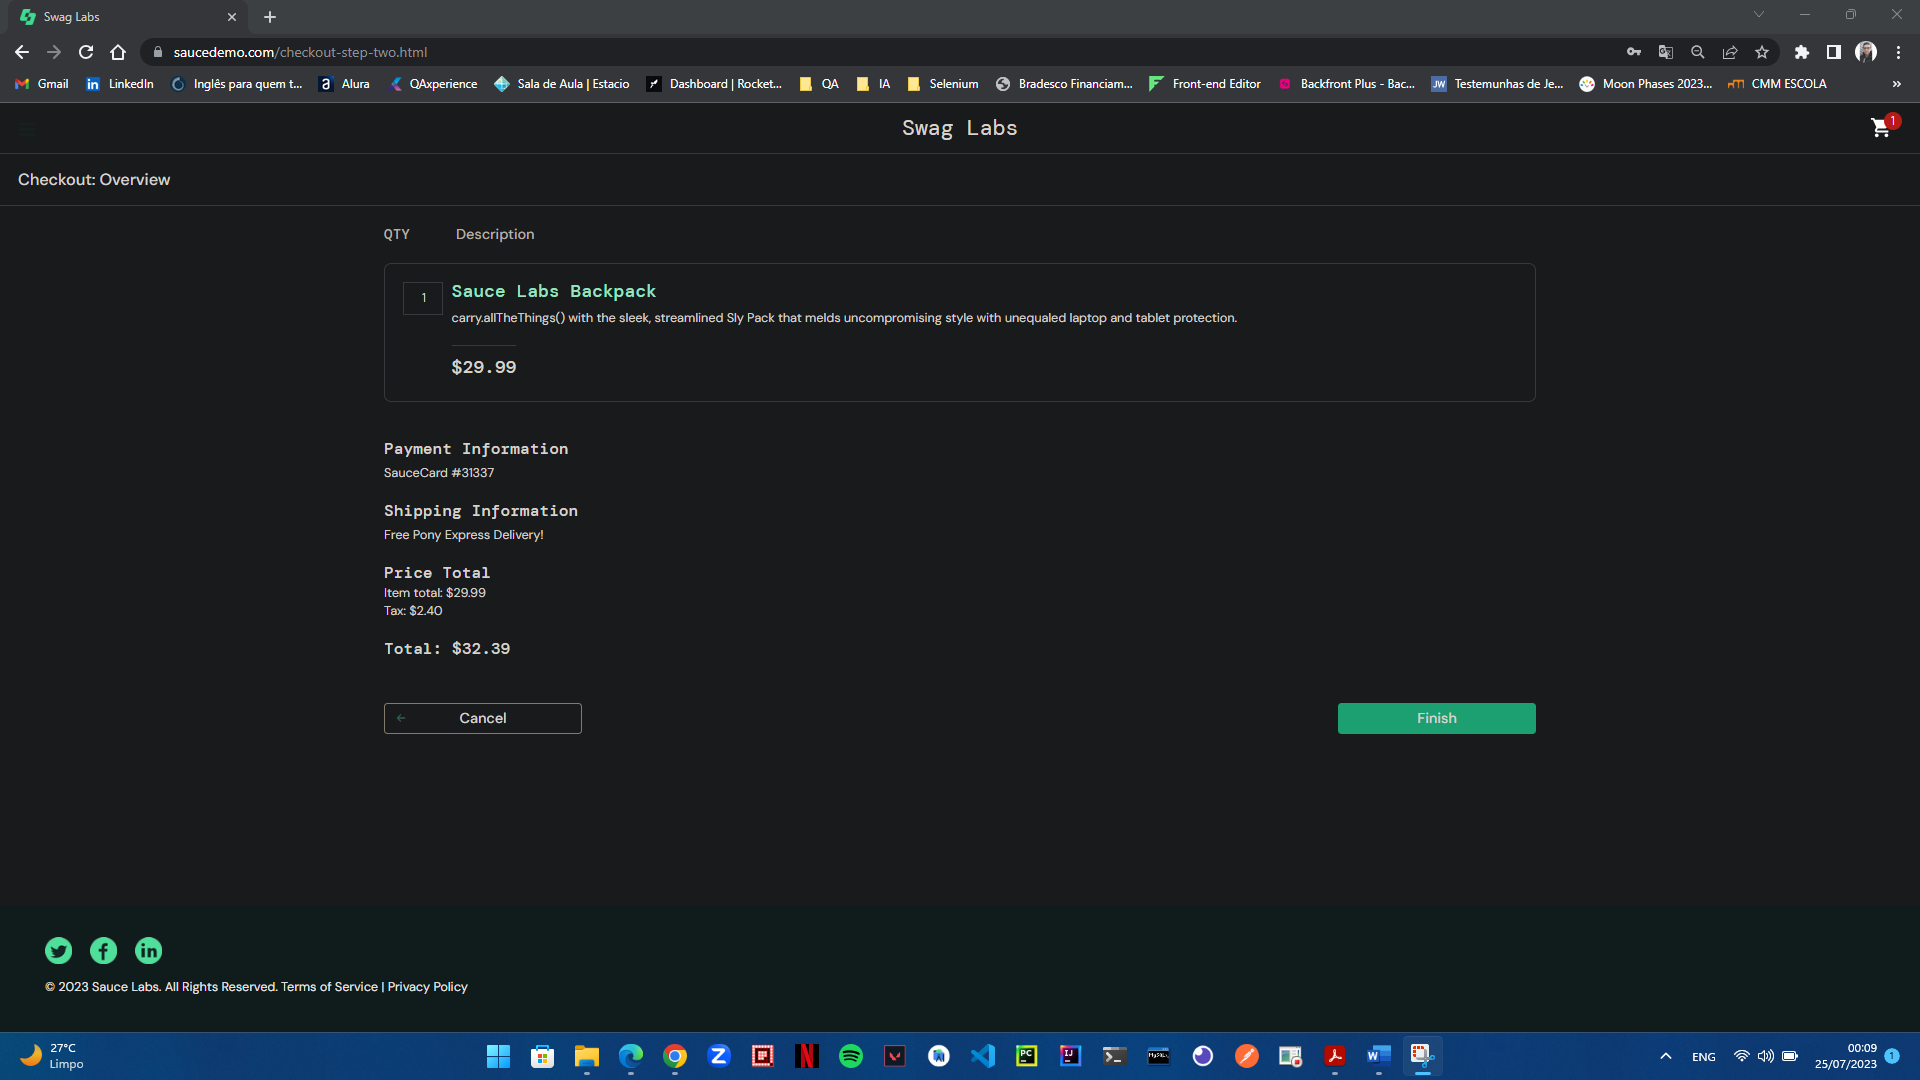 Swag Labs
saucedemo.com/checkout-step-two.html
Gmail
LinkedIn
Inglês para quem t...
Alura
QAxperience
Sala de Aula | Estacio
Dashboard | Rocket...
QA
IA
Selenium
Bradesco Financiam...
Front-end Editor
Backfront Plus - Bac...
JW
Testemunhas de Je...
Moon Phases 2023...
CMM ESCOLA
»
Swag Labs
1
Checkout: Overview
QTY Description
1
Sauce Labs Backpack
carry.allTheThings() with the sleek, streamlined Sly Pack that melds uncompromising style with unequaled laptop and tablet protection.
$29.99
Payment Information
SauceCard #31337
Shipping Information
Free Pony Express Delivery!
Price Total
Item total: $29.99
Tax: $2.40
Total: $32.39
Cancel
Finish
© 2023 Sauce Labs. All Rights Reserved. Terms of Service | Privacy Policy
27°C
Limpo
ENG
00:09
25/07/2023
1